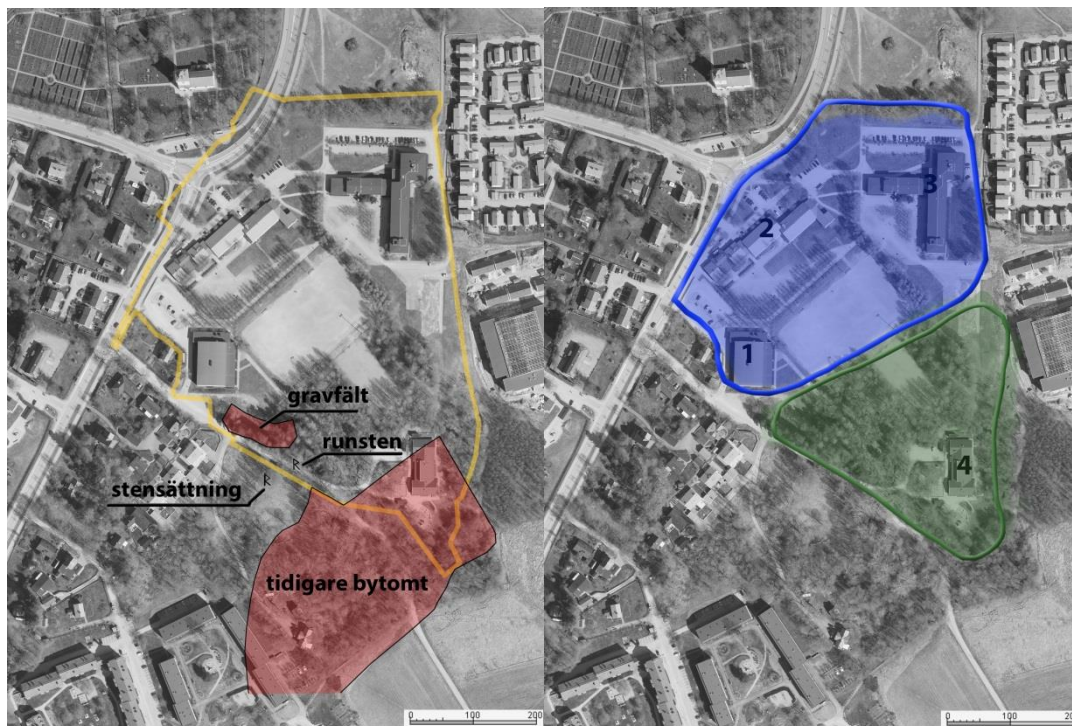 gravfält
runsten
stensättning
R
R
tidigare bytomt
0 100 200
2
3
1
4
0 100 200